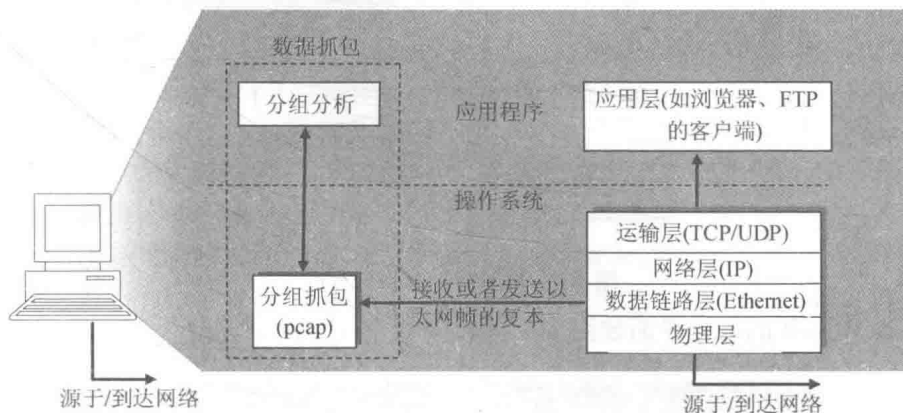 数据抓包
分组分析
应用程序
应用层(如浏览器、FTP
的客户端)
操作系统
运输层(TCP/UDP)
网络层(IP)
数据链路层(Ethernet)
物理层
分组抓包
(pcap)
接收或者发送以
太网帧的复本
源于/到达网络
源于/到达网络